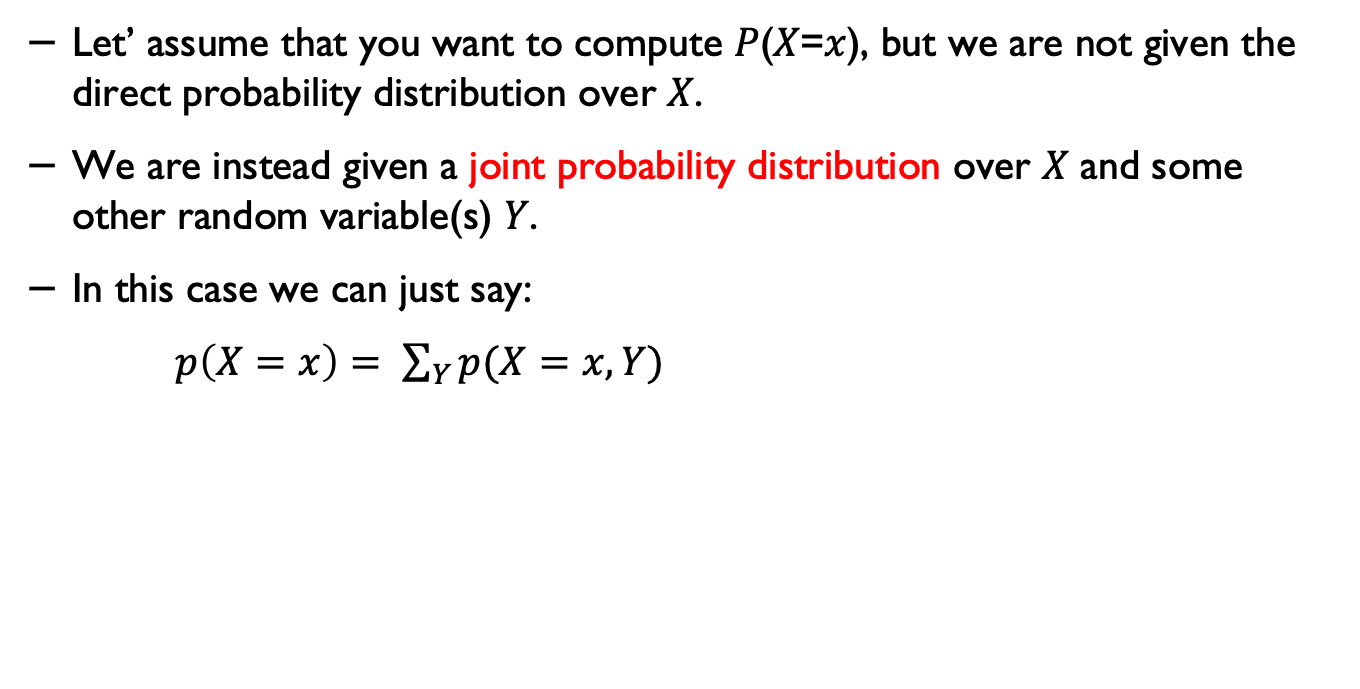 – Let’ assume that you want to compute P(X=x), but we are not given the
direct probability distribution over X.
– We are instead given a joint probability distribution over X and some
other random variable(s) Y.
– In this case we can just say:
p(X = x) = ∑_Y p(X = x, Y)